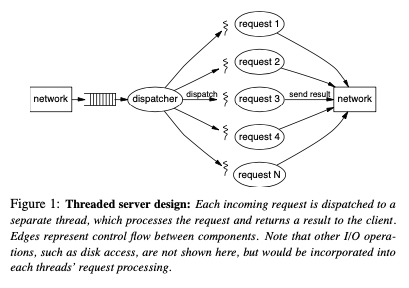 request 1
request 2
network
dispatcher
dispatch
request 3
send result
network
request 4
request N
Figure 1: Threaded server design: Each incoming request is dispatched to a
separate thread, which processes the request and returns a result to the client.
Edges represent control flow between components. Note that other I/O opera-
tions, such as disk access, are not shown here, but would be incorporated into
each threads' request processing.